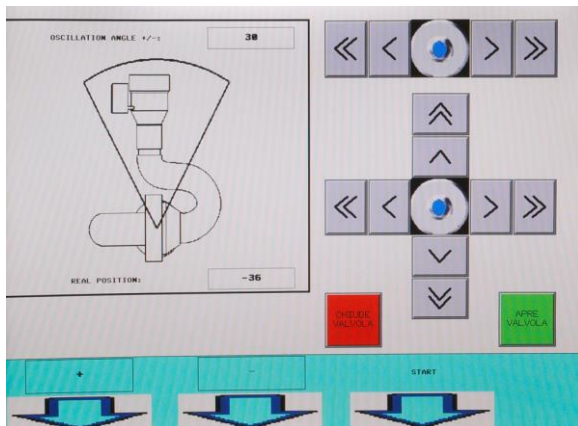 OSCILLATION ANGLE +/-:
30
REAL POSITION:
-36
CHIUDE
VALVOLA
APRE
VALVOLA
+
-
START